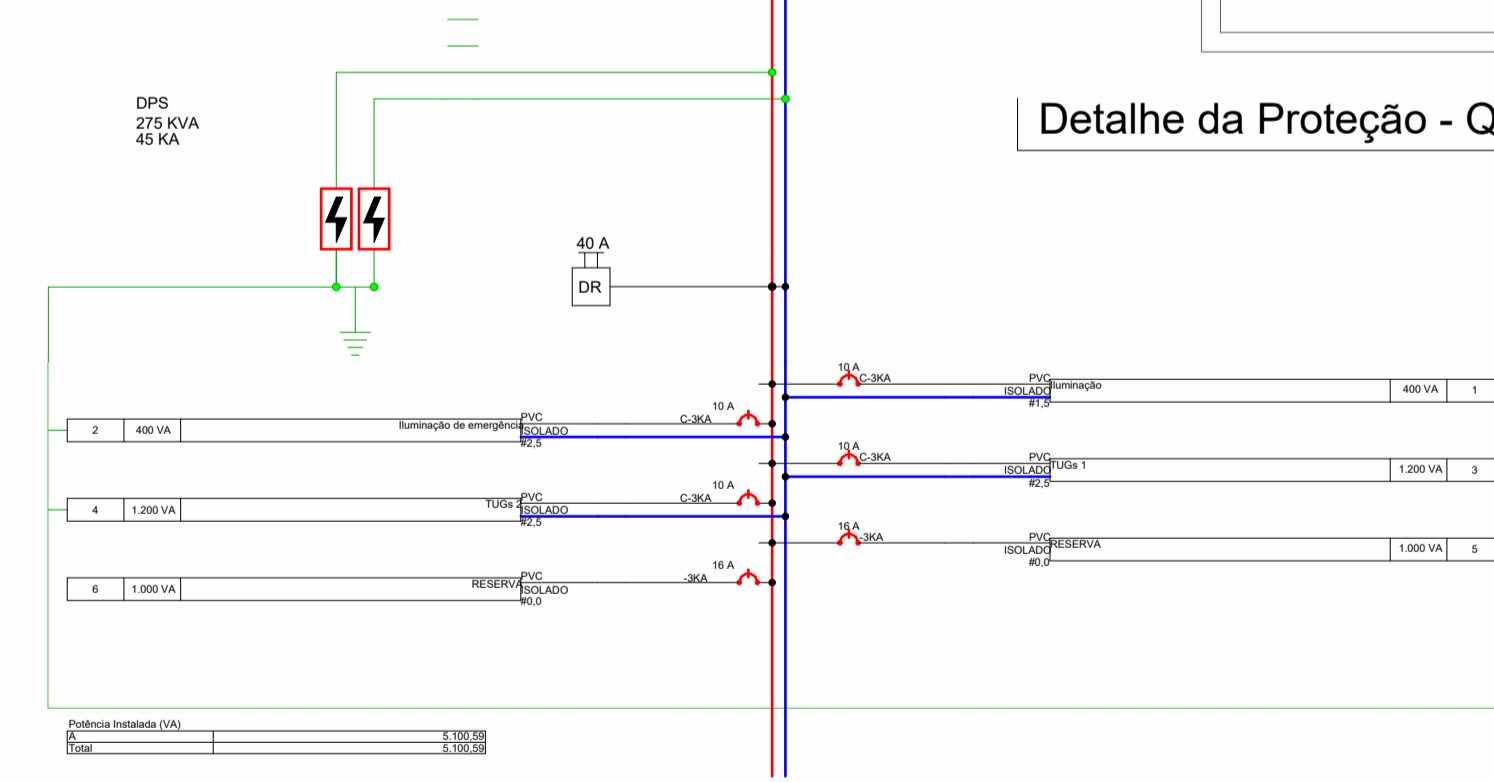 DPS
275 KVA
45 KA
Detalhe da Proteção - Q
40 A
DR
10 A
C-3KA
PVC
ISOLADO
#1,5
Iluminação
400 VA
1
2
400 VA
Iluminação de emergência
PVC
ISOLADO
#2,5
C-3KA
10 A
10 A
C-3KA
PVC
ISOLADO
#2,5
TUGs 1
1.200 VA
3
4
1.200 VA
TUGs 2
PVC
ISOLADO
#2,5
C-3KA
10 A
16 A
-3KA
PVC
ISOLADO
#0,0
RESERVA
1.000 VA
5
6
1.000 VA
RESERVA
PVC
ISOLADO
#0,0
-3KA
16 A
Potência Instalada (VA)
A 5.100,59
Total 5.100,59